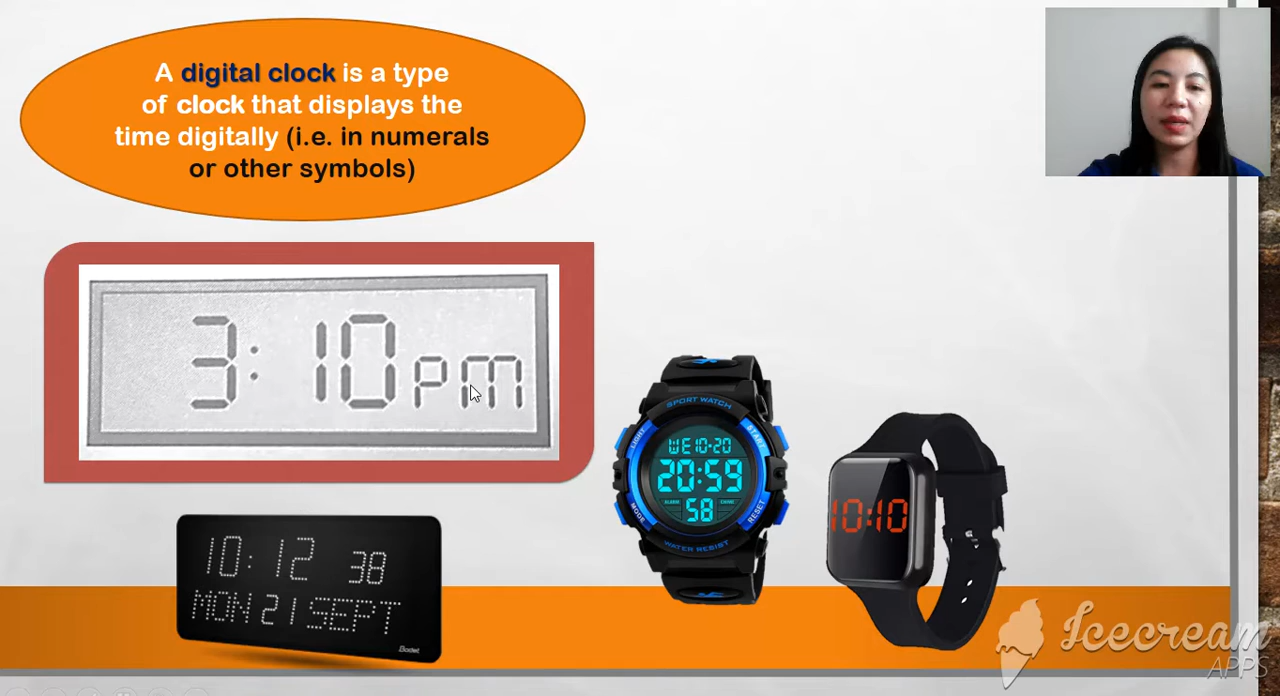 A digital clock is a type
of clock that displays the
time digitally (i.e. in numerals
or other symbols)
3:10pm
10:12 38
MON 21 SEPT
Bodet
SPORT WATCH
LIGHT
START
WE10-20
20:59
58
MODE
RESET
WATER RESIST
10:10
Icecream
APPS